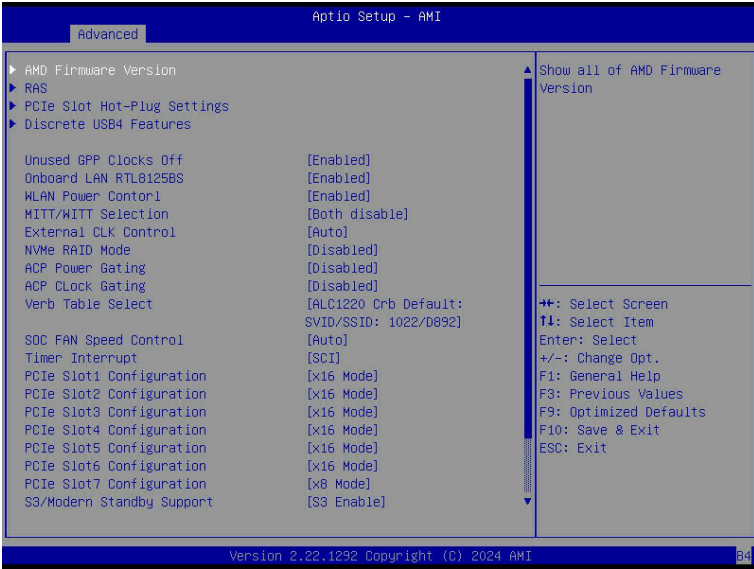 Aptio Setup – AMI
Advanced
AMD Firmware Version
RAS
PCIe Slot Hot-Plug Settings
Discrete USB4 Features
Unused GPP Clocks Off [Enabled]
Onboard LAN RTL8125BS [Enabled]
WLAN Power Contorl [Enabled]
MITT/WITT Selection [Both disable]
External CLK Control [Auto]
NVMe RAID Mode [Disabled]
ACP Power Gating [Disabled]
ACP CLock Gating [Disabled]
Verb Table Select [ALC1220 Crb Default:
SVID/SSID: 1022/D892]
SOC FAN Speed Control [Auto]
Timer Interrupt [SCI]
PCIe Slot1 Configuration [x16 Mode]
PCIe Slot2 Configuration [x16 Mode]
PCIe Slot3 Configuration [x16 Mode]
PCIe Slot4 Configuration [x16 Mode]
PCIe Slot5 Configuration [x16 Mode]
PCIe Slot6 Configuration [x16 Mode]
PCIe Slot7 Configuration [x8 Mode]
S3/Modern Standby Support [S3 Enable]
Show all of AMD Firmware
Version
→←: Select Screen
↑↓: Select Item
Enter: Select
+/-: Change Opt.
F1: General Help
F3: Previous Values
F9: Optimized Defaults
F10: Save & Exit
ESC: Exit
Version 2.22.1292 Copyright (C) 2024 AMI
B4